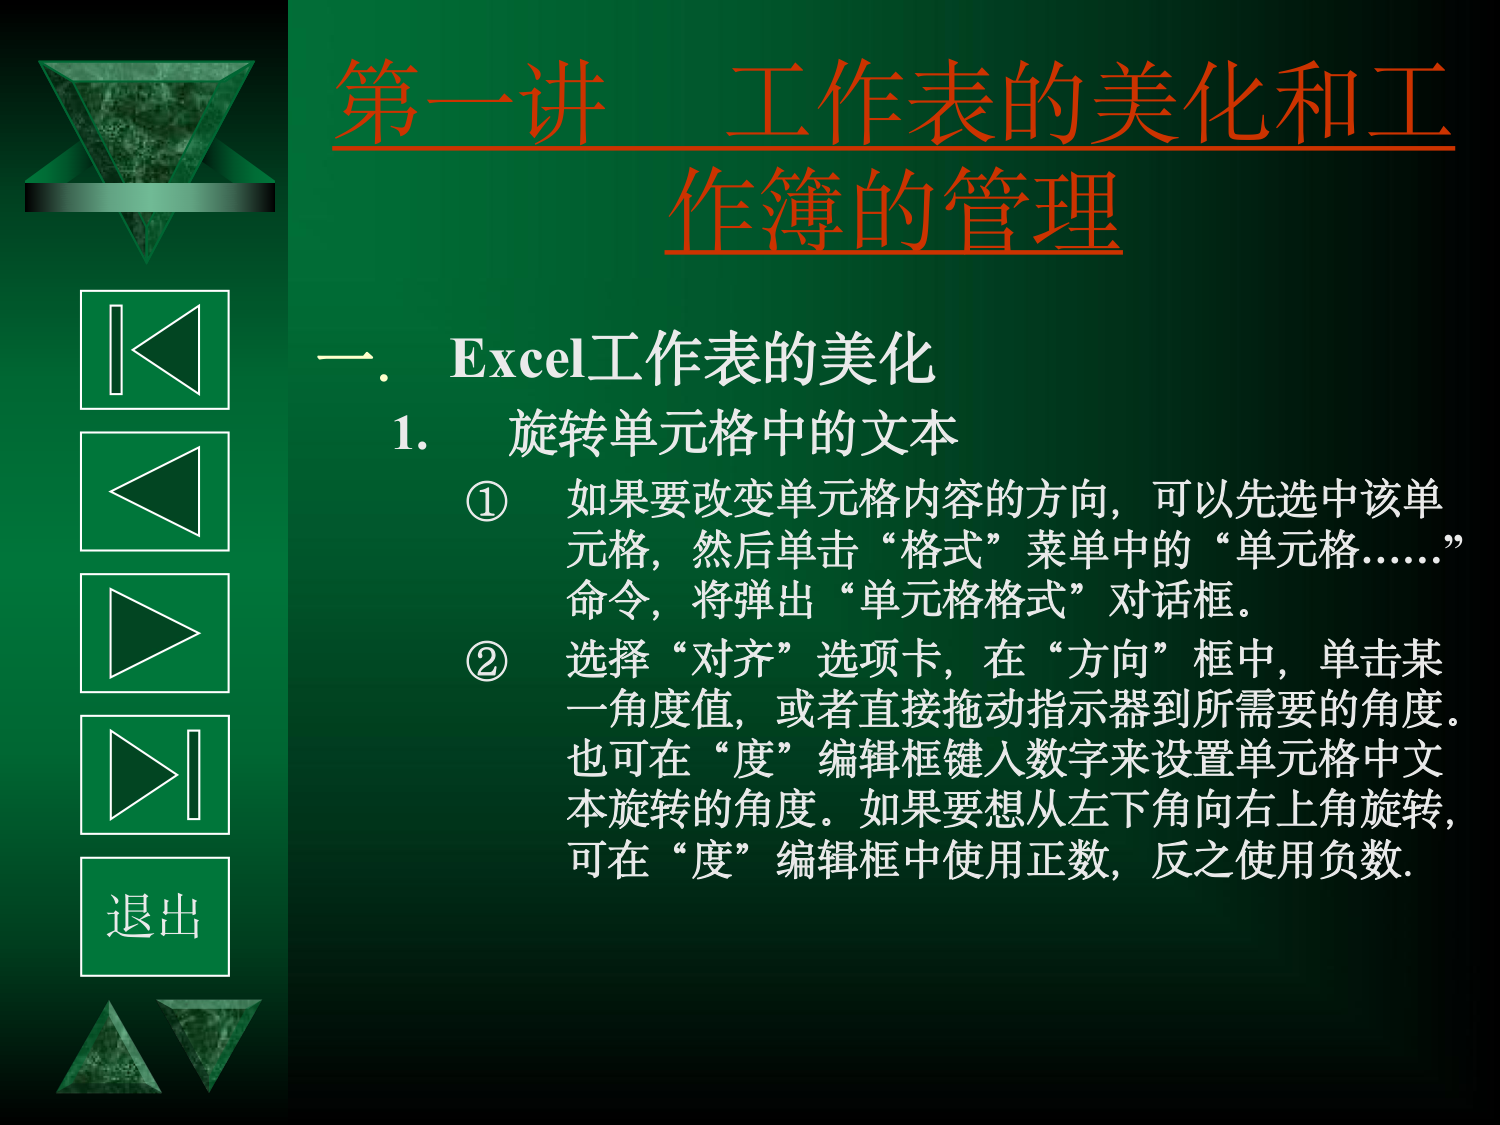 第一讲 工作表的美化和工
作簿的管理
一. Excel工作表的美化
1. 旋转单元格中的文本
① 如果要改变单元格内容的方向，可以先选中该单
元格，然后单击“格式”菜单中的“单元格……”
命令，将弹出“单元格格式”对话框。
② 选择“对齐”选项卡，在“方向”框中，单击某
一角度值，或者直接拖动指示器到所需要的角度。
也可在“度”编辑框键入数字来设置单元格中文
本旋转的角度。如果要想从左下角向右上角旋转，
可在“度”编辑框中使用正数，反之使用负数.
退出